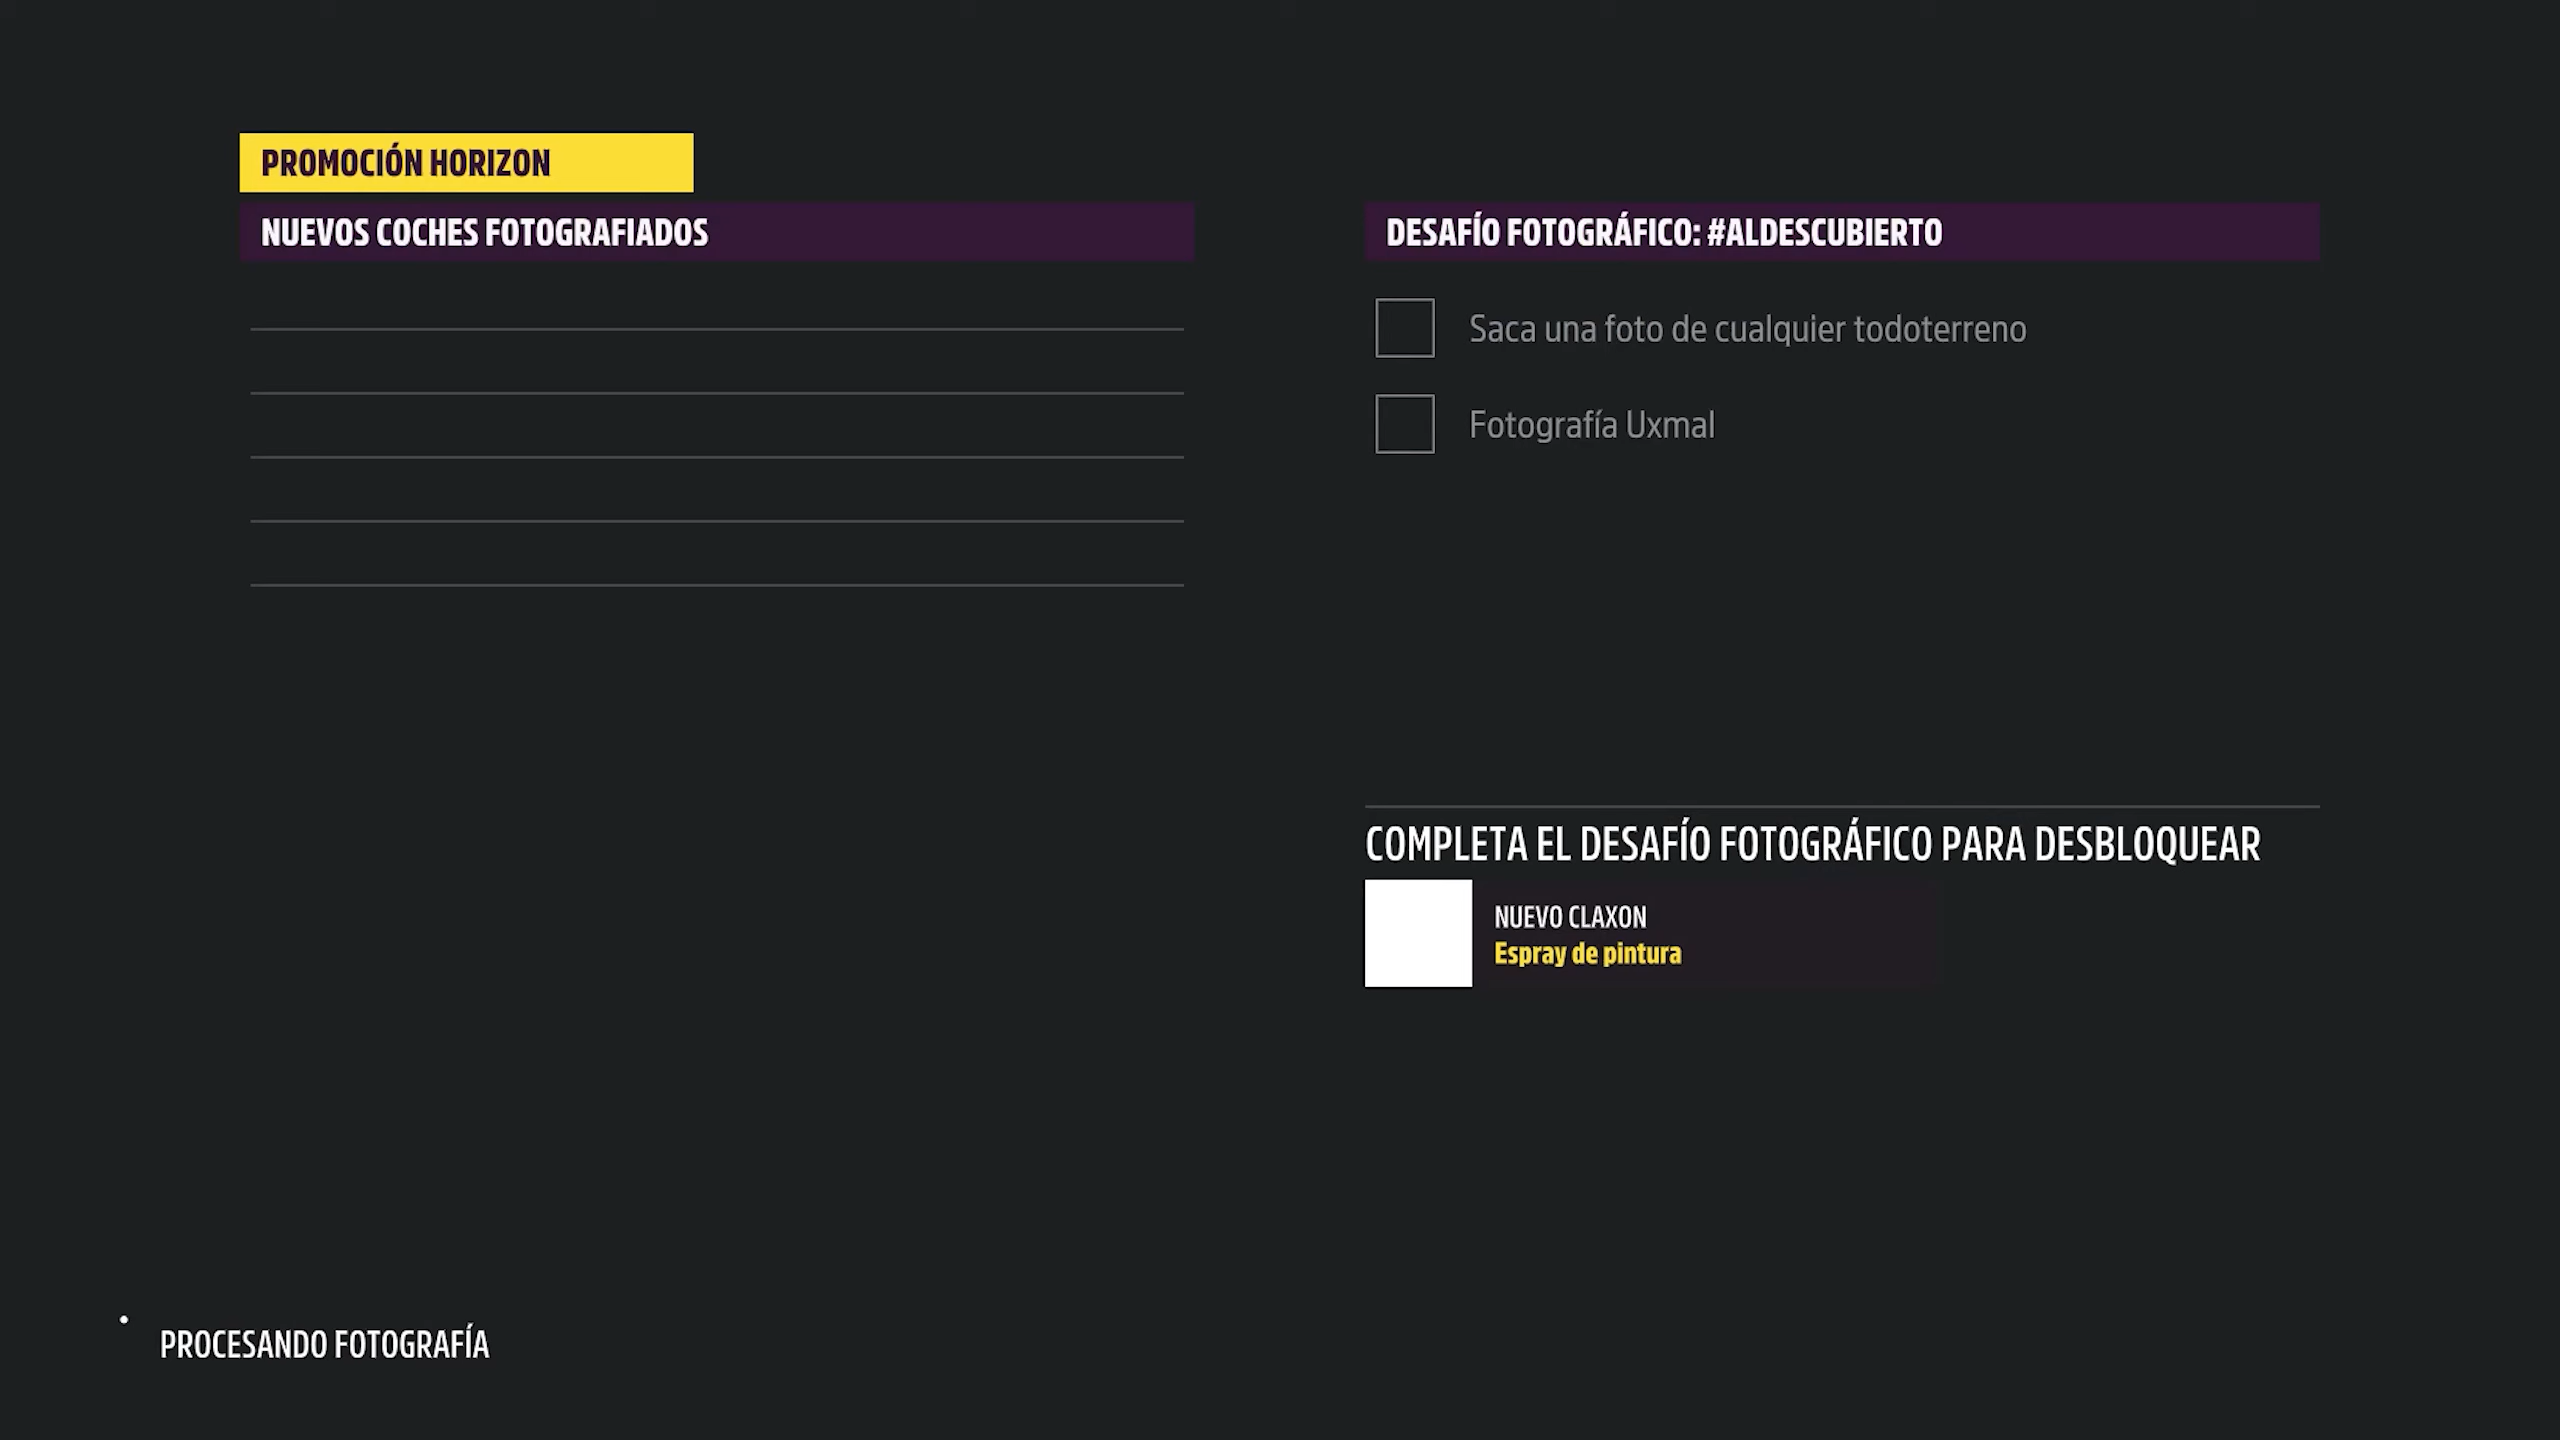 PROMOCIÓN HORIZON
NUEVOS COCHES FOTOGRAFIADOS
DESAFÍO FOTOGRÁFICO: #ALDESCUBIERTO
Saca una foto de cualquier todoterreno
Fotografía Uxmal
COMPLETA EL DESAFÍO FOTOGRÁFICO PARA DESBLOQUEAR
NUEVO CLAXON
Espray de pintura
PROCESANDO FOTOGRAFÍA